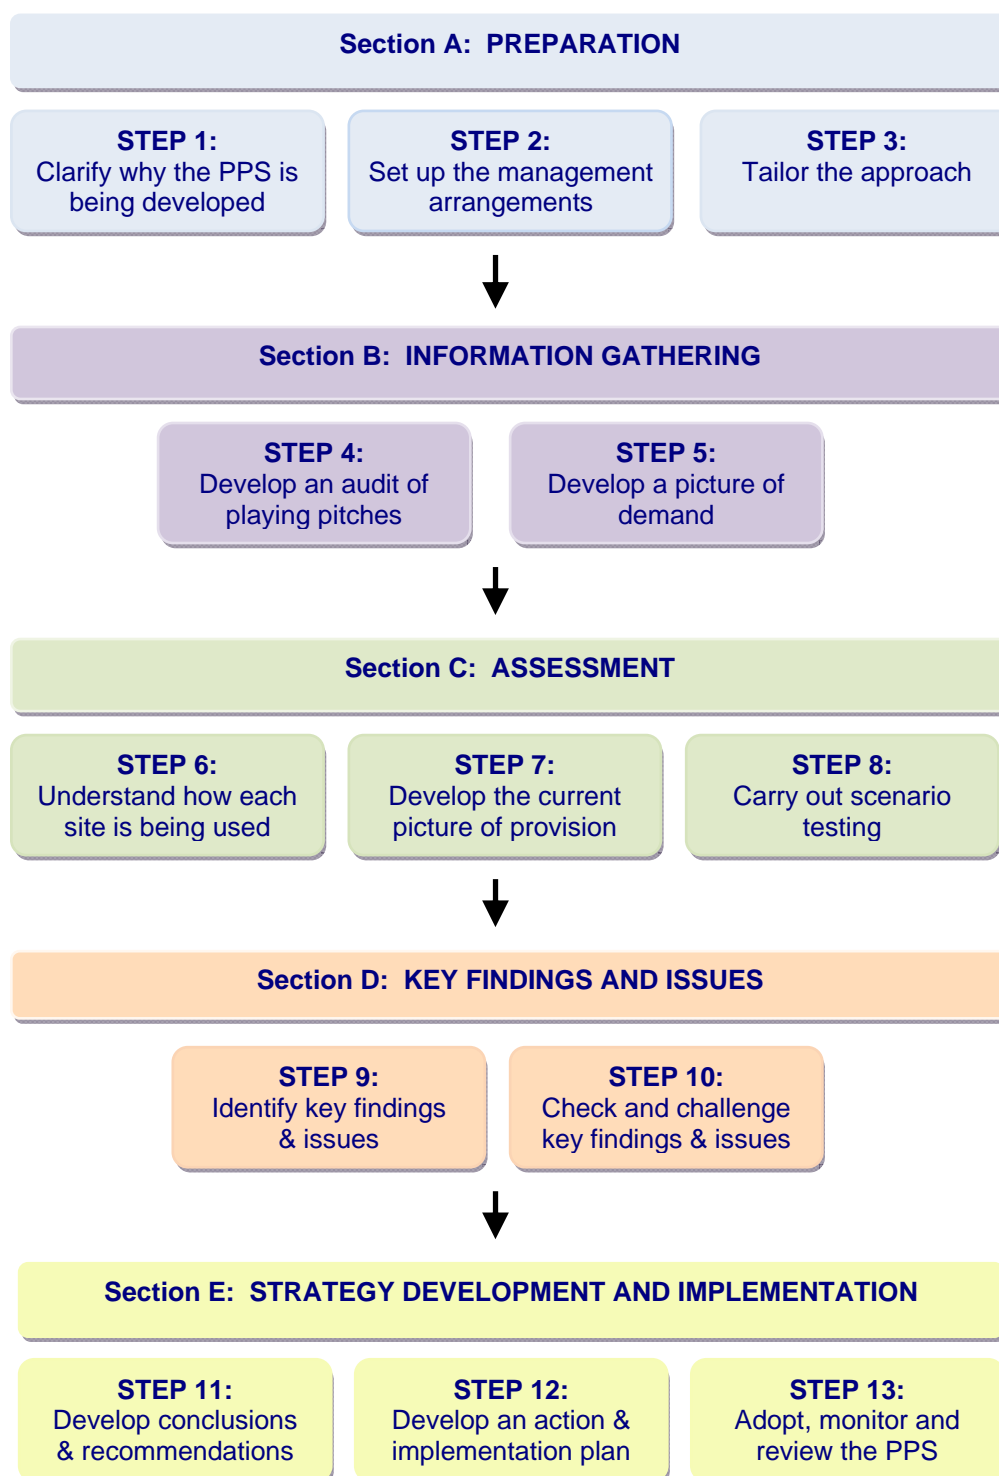 Section A:  PREPARATION
STEP 1:
Clarify why the PPS is
being developed
STEP 2:
Set up the management
arrangements
STEP 3:
Tailor the approach
Section B:  INFORMATION GATHERING
STEP 4:
Develop an audit of
playing pitches
STEP 5:
Develop a picture of
demand
Section C:  ASSESSMENT
STEP 6:
Understand how each
site is being used
STEP 7:
Develop the current
picture of provision
STEP 8:
Carry out scenario
testing
Section D:  KEY FINDINGS AND ISSUES
STEP 9:
Identify key findings
& issues
STEP 10:
Check and challenge
key findings & issues
Section E:  STRATEGY DEVELOPMENT AND IMPLEMENTATION
STEP 11:
Develop conclusions
& recommendations
STEP 12:
Develop an action &
implementation plan
STEP 13:
Adopt, monitor and
review the PPS